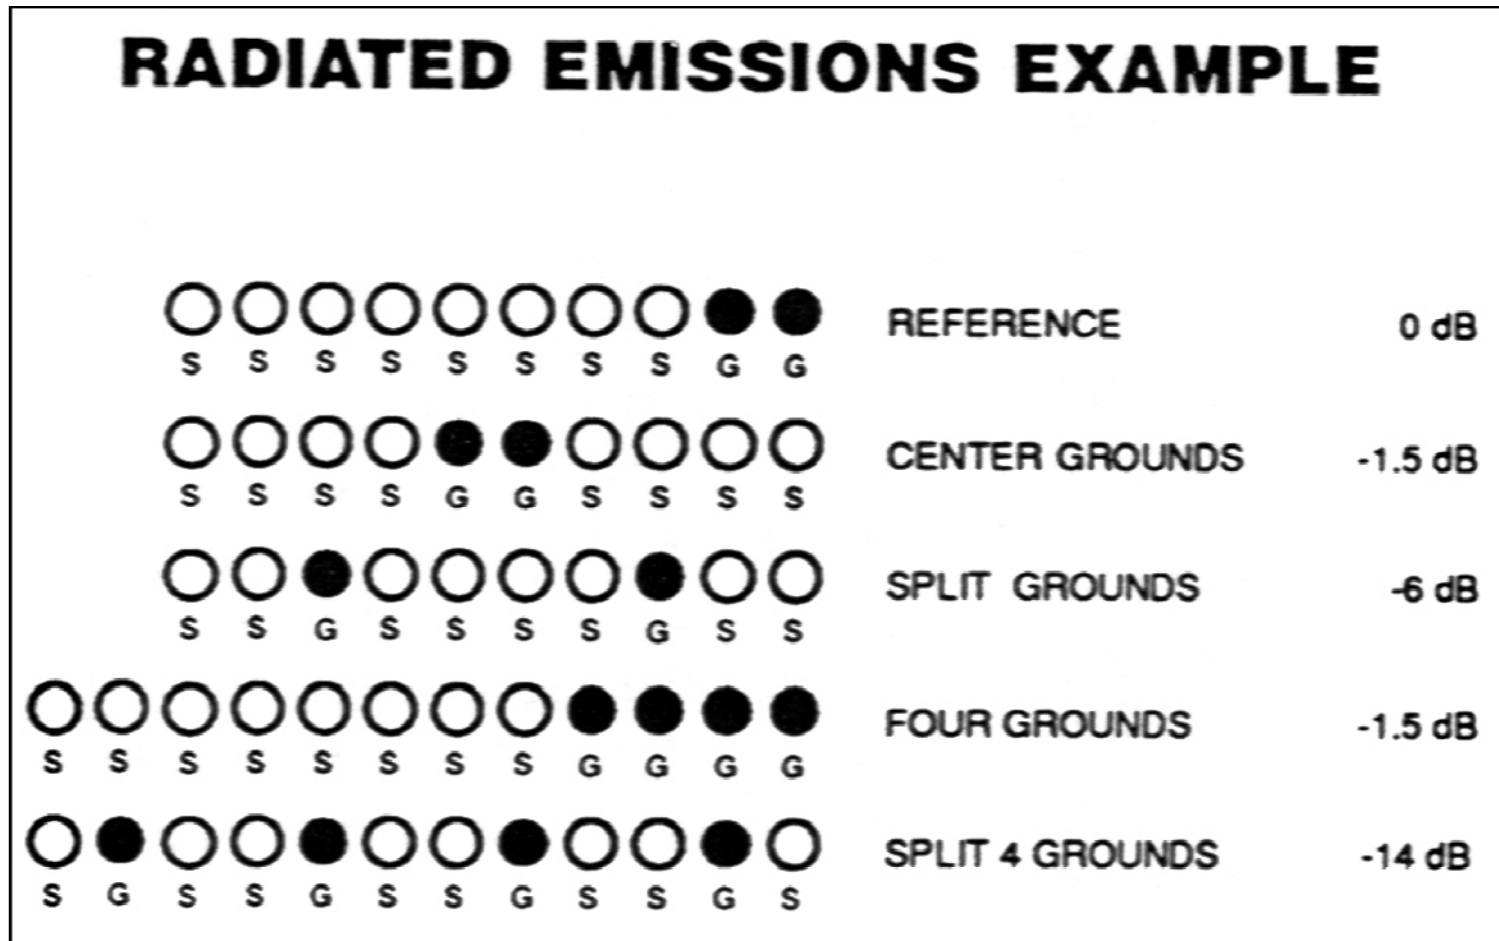 RADIATED EMISSIONS EXAMPLE
REFERENCE 0 dB
S S S S S S S S G G
CENTER GROUNDS -1.5 dB
S S S S G G S S S S
SPLIT GROUNDS -6 dB
S S G S S S S G S S
FOUR GROUNDS -1.5 dB
S S S S S S S S G G G G
SPLIT 4 GROUNDS -14 dB
S G S S G S S G S S G S